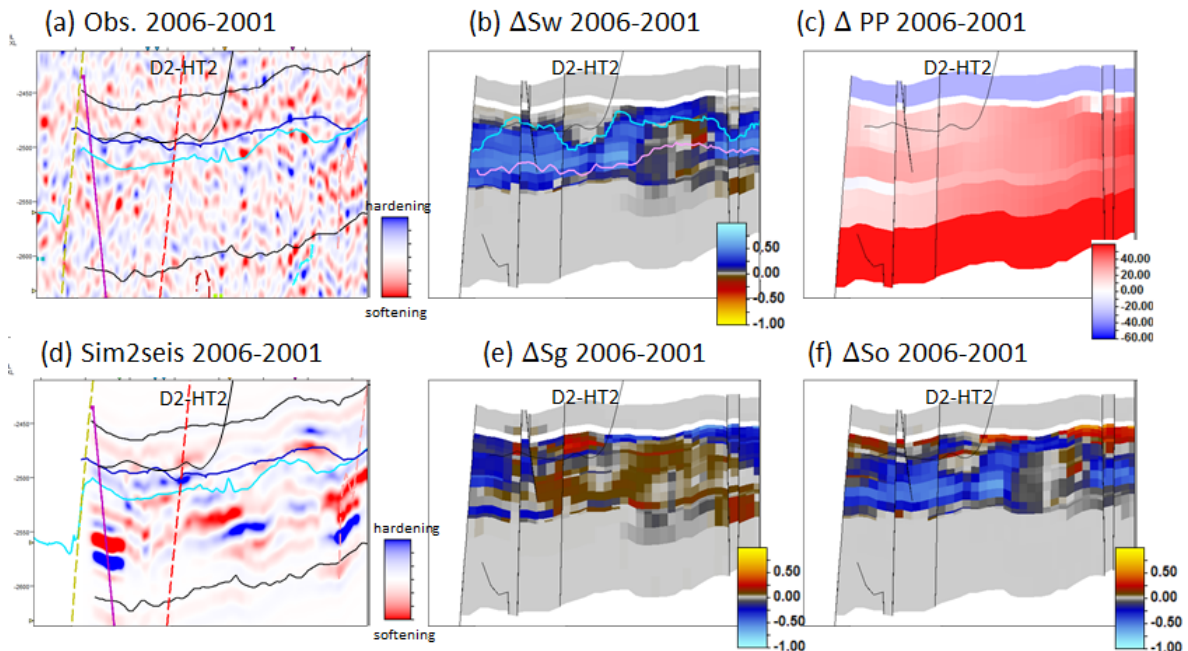 (a) Obs. 2006-2001
(b) ΔSw 2006-2001
(c) Δ PP 2006-2001
D2-HT2
D2-HT2
D2-HT2
-2450
-2500
-2550
-2600
hardening
softening
0.50
0.00
-0.50
-1.00
40.00
20.00
0.00
-20.00
-40.00
-60.00
(d) Sim2seis 2006-2001
(e) ΔSg 2006-2001
(f) ΔSo 2006-2001
D2-HT2
D2-HT2
D2-HT2
-2450
-2500
-2550
-2600
hardening
softening
0.50
0.00
-0.50
-1.00
0.50
0.00
-0.50
-1.00